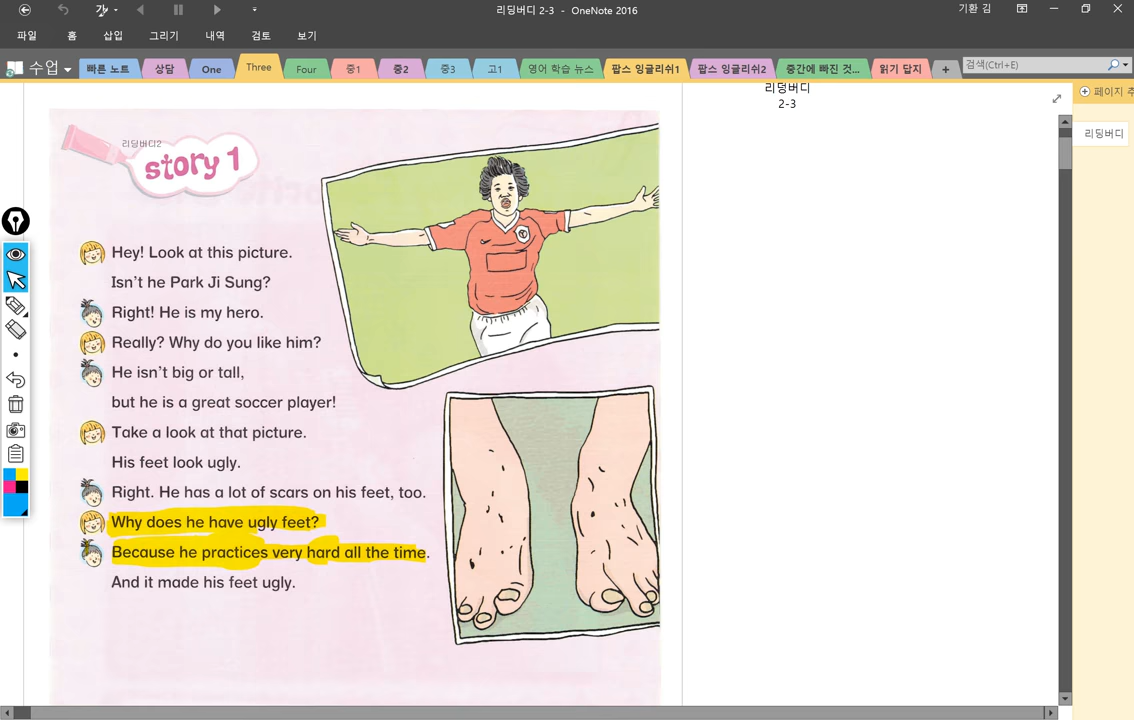 리딩버디 2-3 - OneNote 2016
기환 김
파일 홈 삽입 그리기 내역 검토 보기
수업 빠른 노트 상담 One Three Four 중1 중2 중3 고1 영어 학습 뉴스 팝스 잉글리쉬1 팝스 잉글리쉬2 중간에 빠진 것... 읽기 답지 + 검색(Ctrl+E)
리딩버디
2-3
페이지 추
리딩버디
리딩버디2
story 1
Hey! Look at this picture.
Isn't he Park Ji Sung?
Right! He is my hero.
Really? Why do you like him?
He isn't big or tall,
but he is a great soccer player!
Take a look at that picture.
His feet look ugly.
Right. He has a lot of scars on his feet, too.
Why does he have ugly feet?
Because he practices very hard all the time.
And it made his feet ugly.